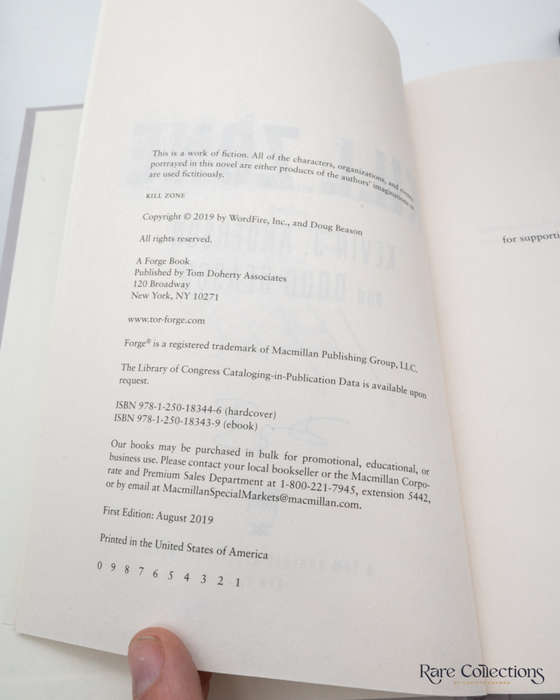 This is a work of fiction. All of the characters, organizations, and events
portrayed in this novel are either products of the authors' imaginations or
are used fictitiously.
KILL ZONE
Copyright © 2019 by WordFire, Inc., and Doug Beason
All rights reserved.
A Forge Book
Published by Tom Doherty Associates
120 Broadway
New York, NY 10271
www.tor-forge.com
Forge® is a registered trademark of Macmillan Publishing Group, LLC.
The Library of Congress Cataloging-in-Publication Data is available upon
request.
ISBN 978-1-250-18344-6 (hardcover)
ISBN 978-1-250-18343-9 (ebook)
Our books may be purchased in bulk for promotional, educational, or
business use. Please contact your local bookseller or the Macmillan Corpo-
rate and Premium Sales Department at 1-800-221-7945, extension 5442,
or by email at MacmillanSpecialMarkets@macmillan.com.
First Edition: August 2019
Printed in the United States of America
0 9 8 7 6 5 4 3 2 1
for supporti
Rare Collections